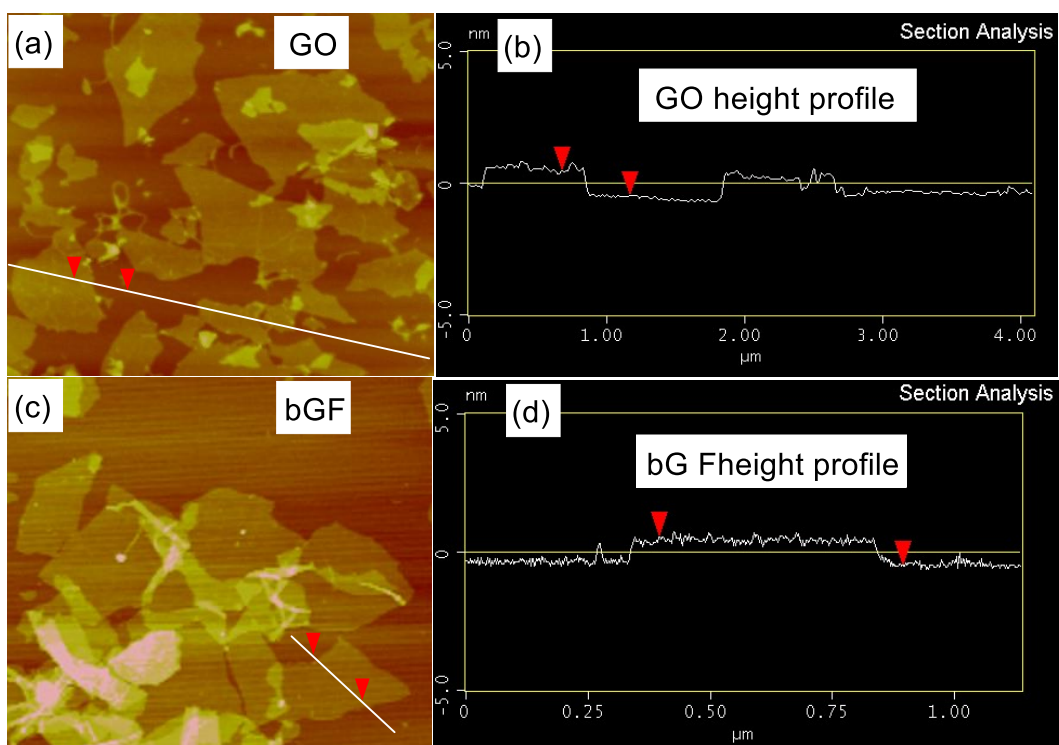 (a)
GO
nm
(b)
Section Analysis
5.0
GO height profile
0
-5.0
0 1.00 2.00 3.00 4.00
µm
(c)
bGF
nm
(d)
Section Analysis
5.0
bG Fheight profile
0
-5.0
0 0.25 0.50 0.75 1.00
µm